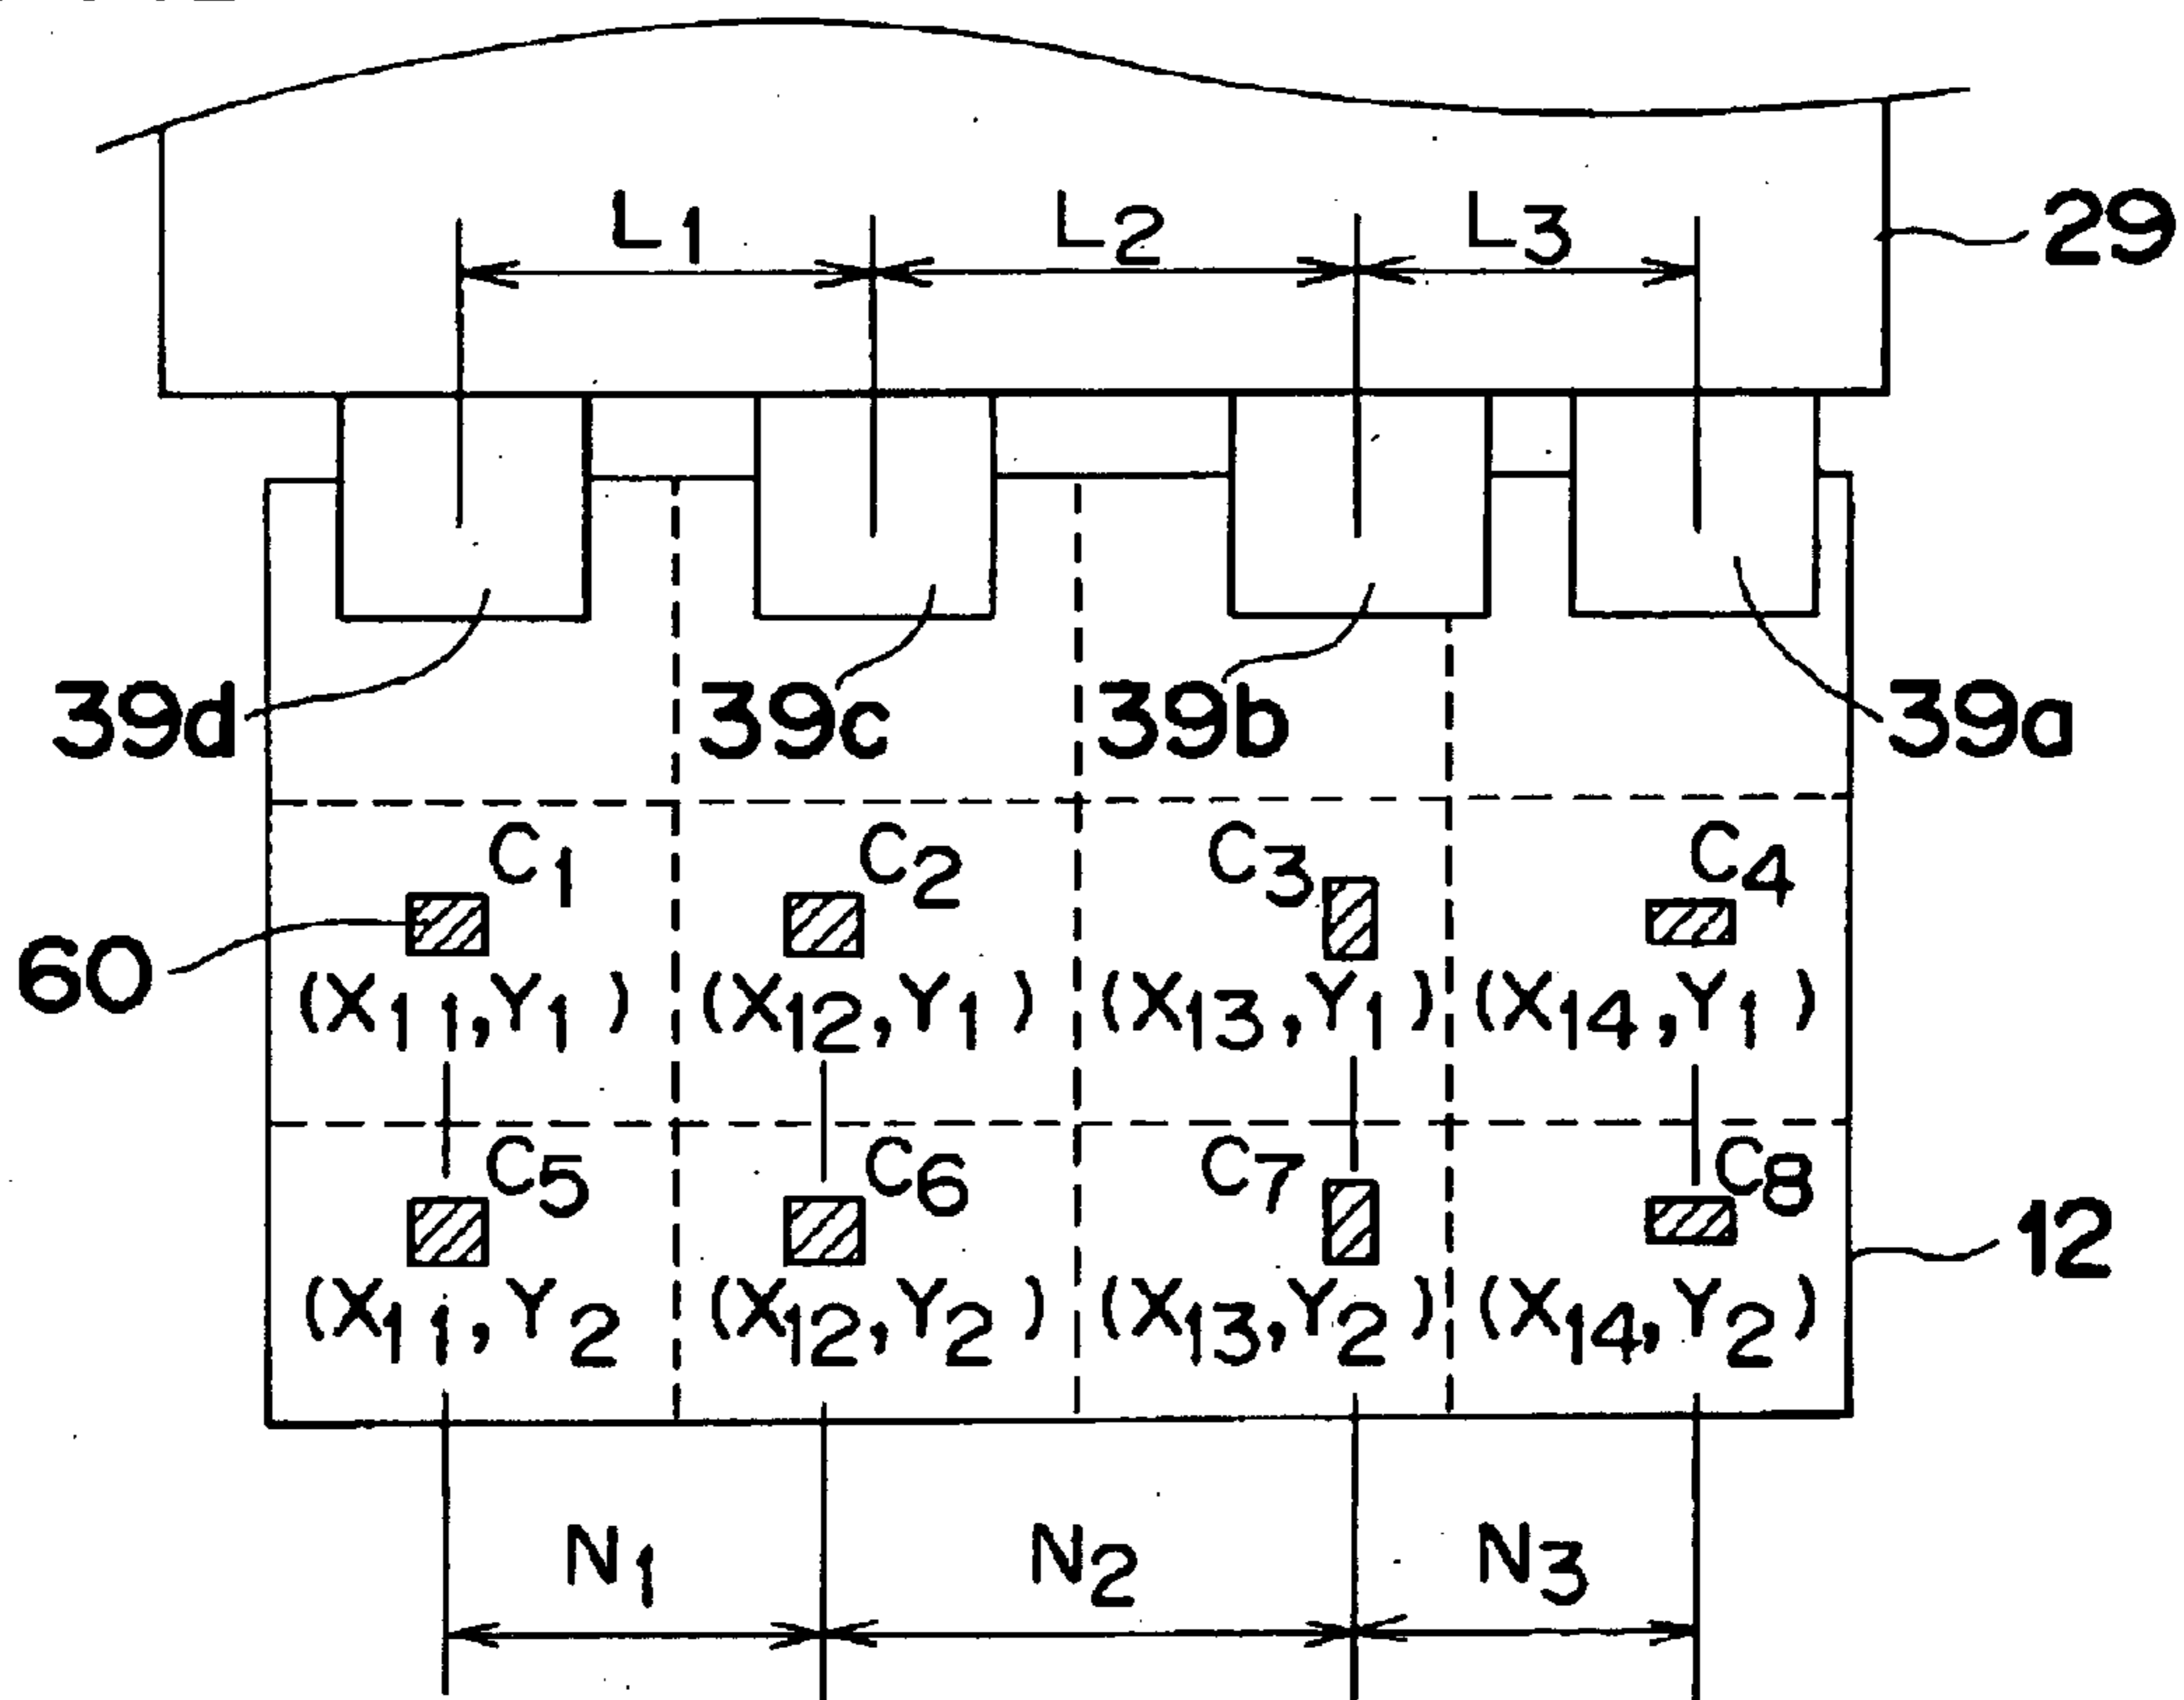 L1 L2 L3 29
39d 39c 39b 39a
C1 C2 C3 C4
60
(X11,Y1) (X12,Y1) (X13,Y1) (X14,Y1)
C5 C6 C7 C8
12
(X11,Y2 (X12,Y2) (X13,Y2) (X14,Y2)
N1 N2 N3